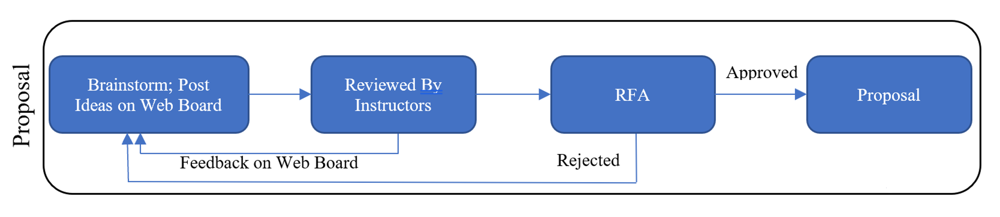 Proposal
Brainstorm; Post
Ideas on Web Board
Reviewed By
Instructors
RFA
Approved
Proposal
Feedback on Web Board
Rejected